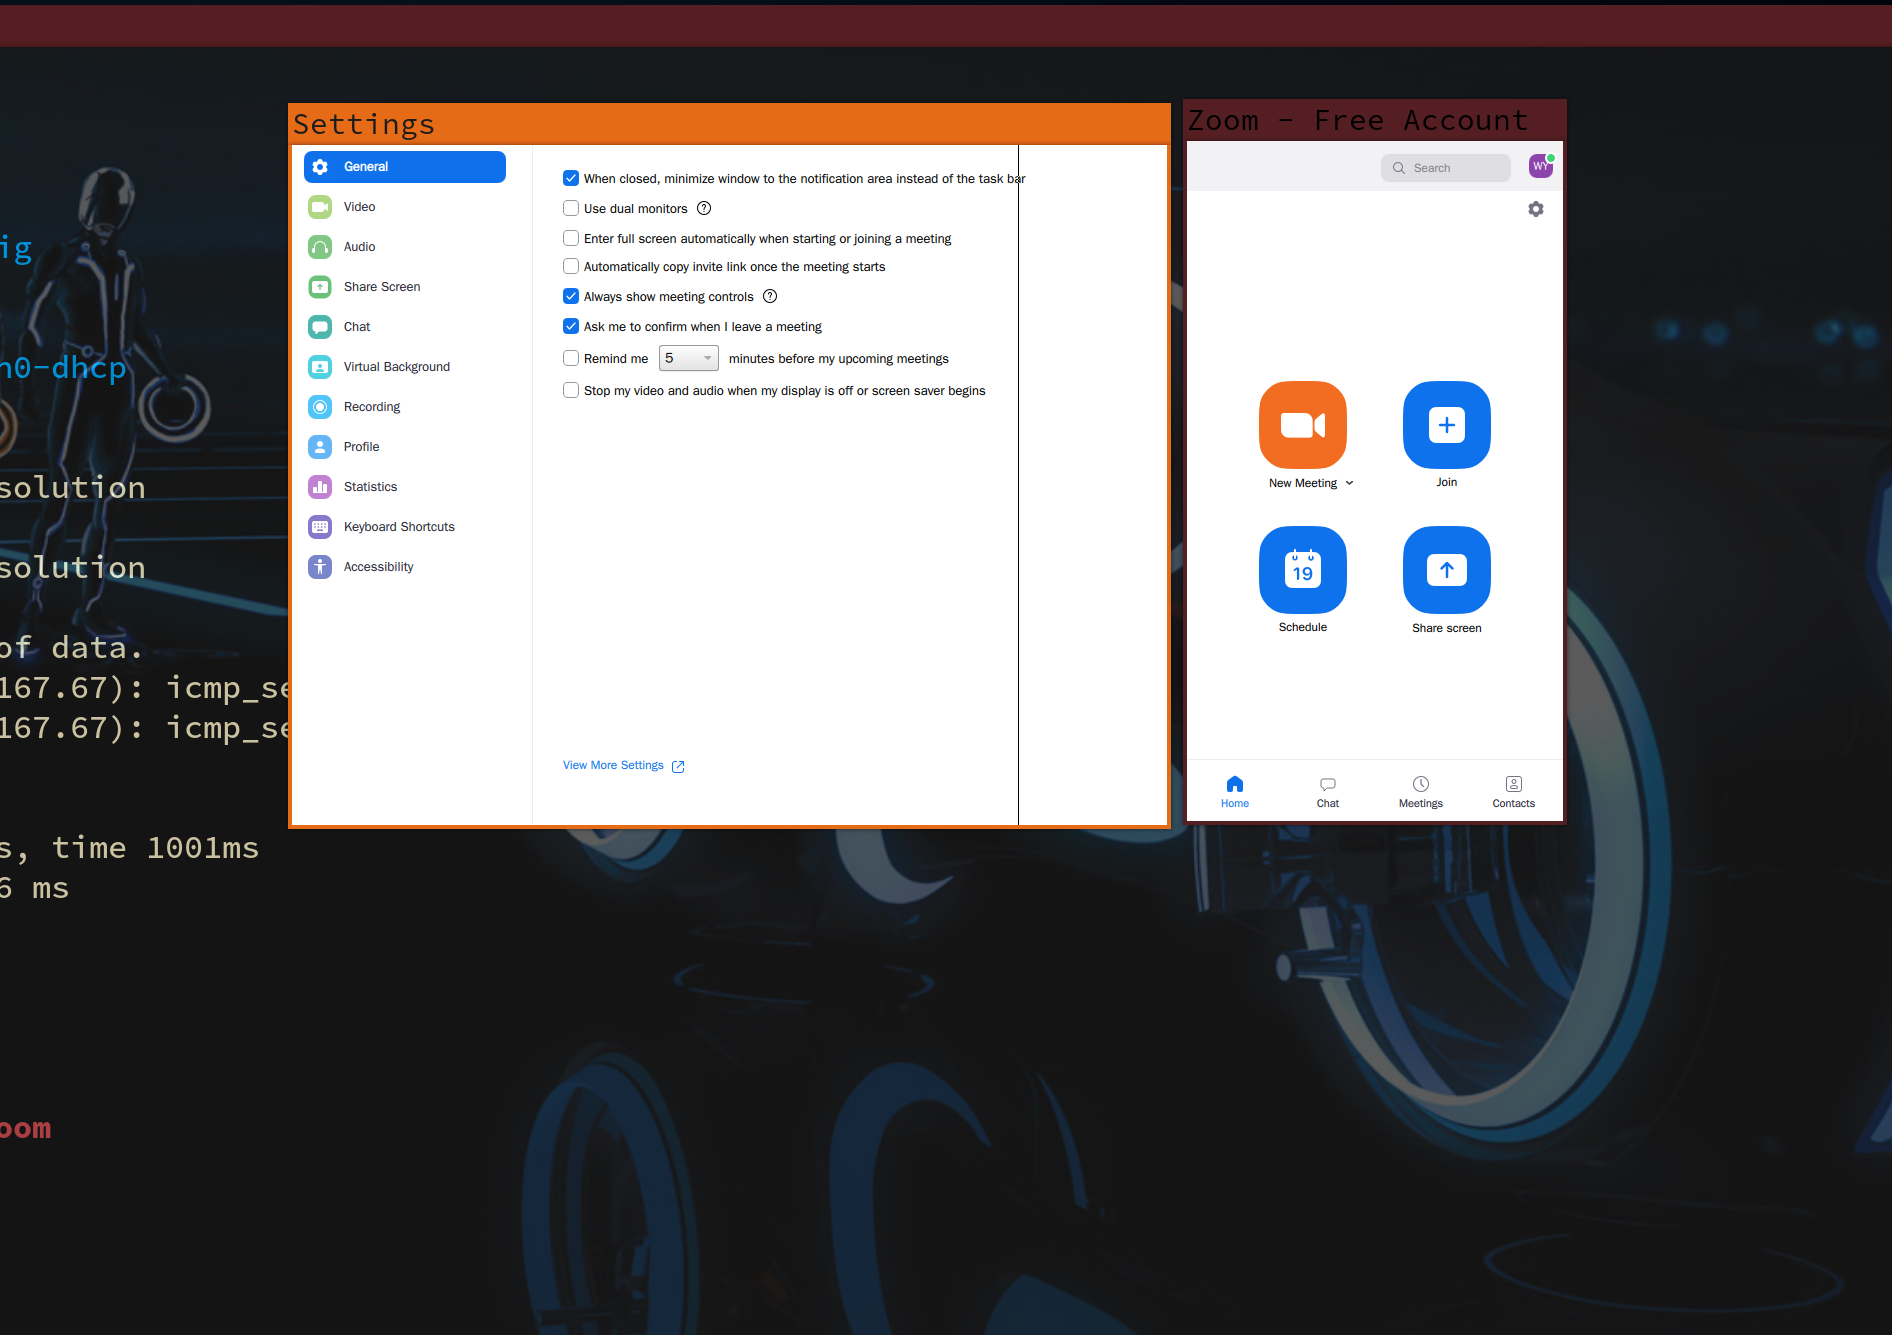 ig
n0-dhcp
solution
solution
of data.
167.67): icmp_se
167.67): icmp_se
s, time 1001ms
6 ms
oom
Settings
General
Video
Audio
Share Screen
Chat
Virtual Background
Recording
Profile
Statistics
Keyboard Shortcuts
Accessibility
When closed, minimize window to the notification area instead of the task bar
Use dual monitors ?
Enter full screen automatically when starting or joining a meeting
Automatically copy invite link once the meeting starts
Always show meeting controls ?
Ask me to confirm when I leave a meeting
Remind me 5 minutes before my upcoming meetings
Stop my video and audio when my display is off or screen saver begins
View More Settings
Zoom - Free Account
Search WY
New Meeting
Join
19
Schedule
Share screen
Home
Chat
Meetings
Contacts